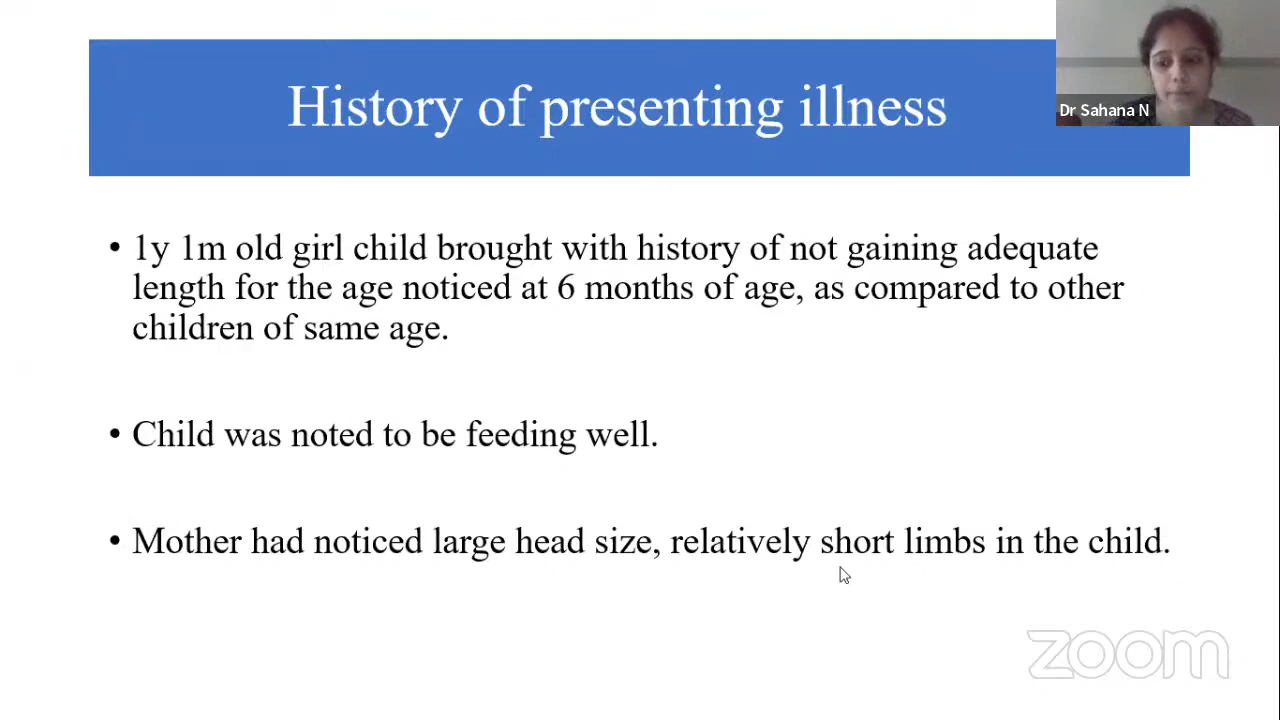 History of presenting illness
Dr Sahana N
• 1y 1m old girl child brought with history of not gaining adequate
length for the age noticed at 6 months of age, as compared to other
children of same age.
• Child was noted to be feeding well.
• Mother had noticed large head size, relatively short limbs in the child.
zoom